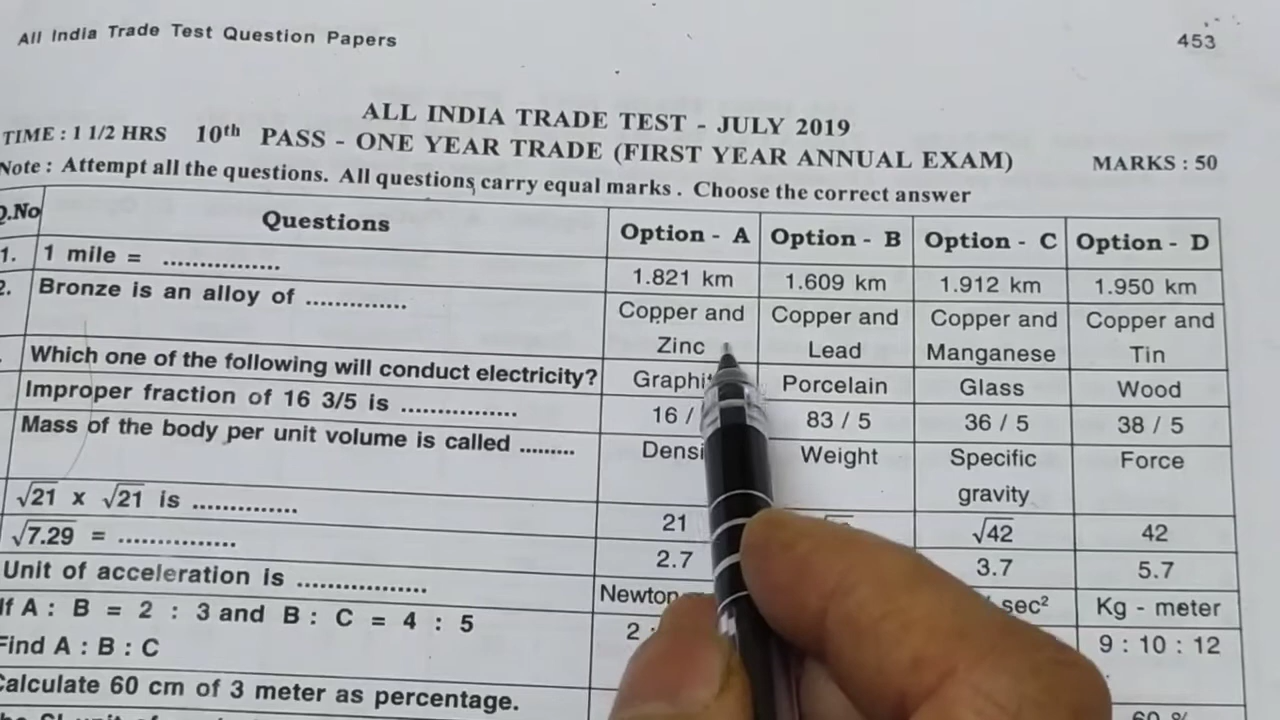 All India Trade Test Question Papers 453
ALL INDIA TRADE TEST - JULY 2019
TIME : 1 1/2 HRS 10th PASS - ONE YEAR TRADE (FIRST YEAR ANNUAL EXAM) MARKS : 50
Note : Attempt all the questions. All questions carry equal marks . Choose the correct answer
Q.No Questions Option - A Option - B Option - C Option - D
1. 1 mile = ................ 1.821 km 1.609 km 1.912 km 1.950 km
2. Bronze is an alloy of .............. Copper and Copper and Copper and Copper and
Zinc Lead Manganese Tin
Which one of the following will conduct electricity? Porcelain Glass Wood
Improper fraction of 16 3/5 is ................ 16 / 83 / 5 36 / 5 38 / 5
Mass of the body per unit volume is called ......... Weight Specific Force
gravity
√21 x √21 is .............. 21 √42 42
√7.29 = ................ 2.7 3.7 5.7
Unit of acceleration is .................. Newton sec² Kg - meter
If A : B = 2 : 3 and B : C = 4 : 5 2 : 9 : 10 : 12
Find A : B : C
Calculate 60 cm of 3 meter as percentage.